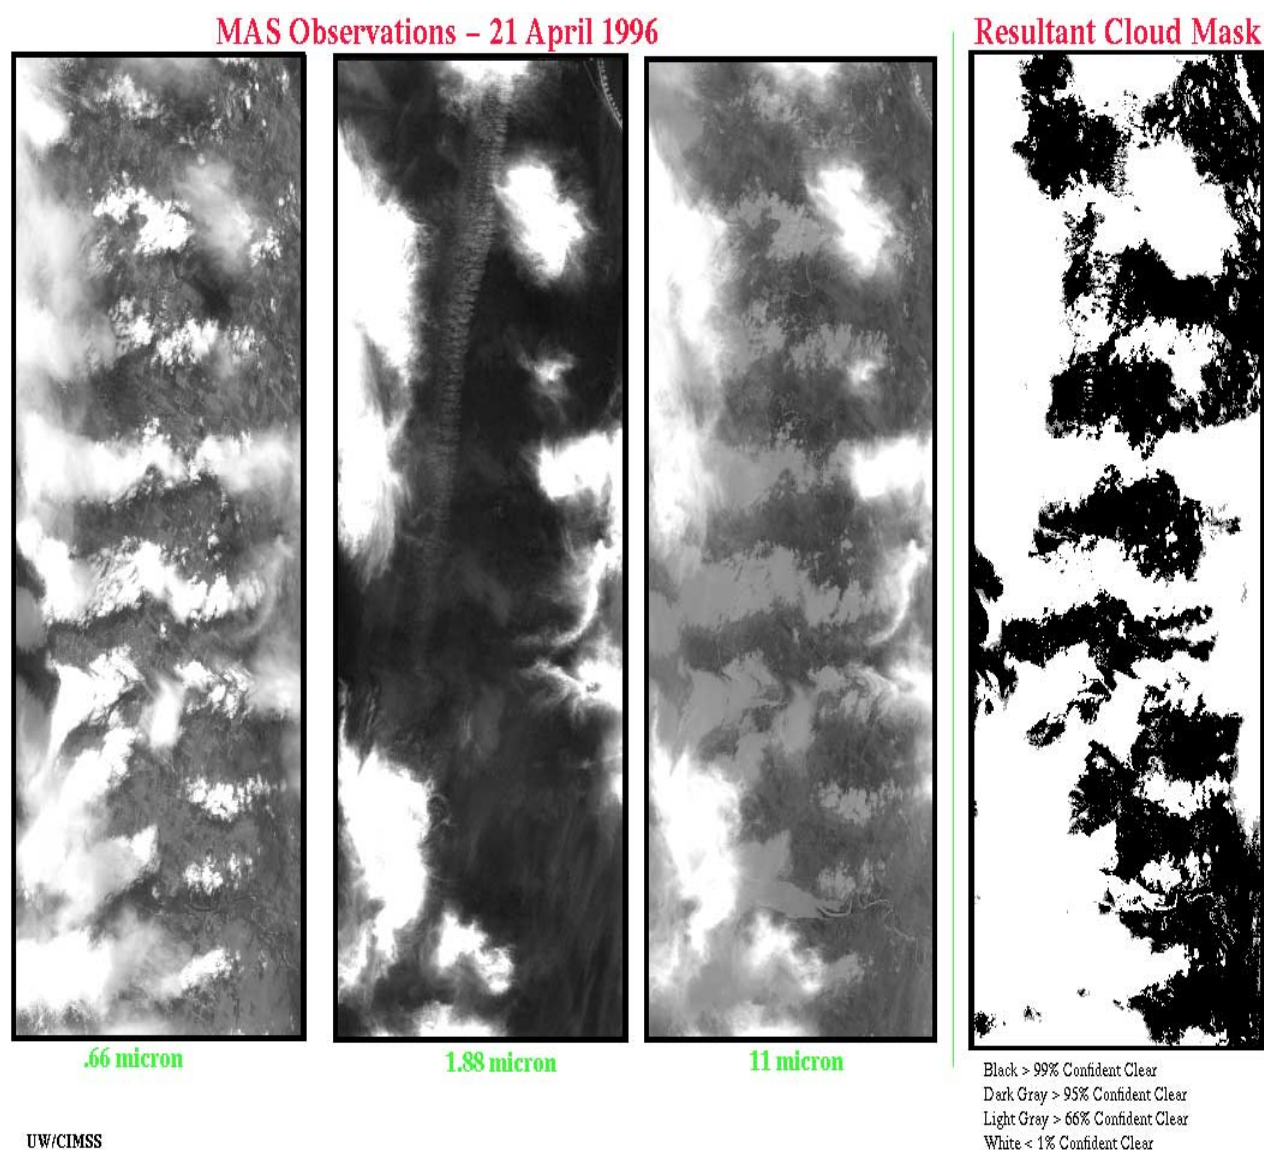 MAS Observations – 21 April 1996
Resultant Cloud Mask
.66 micron
1.88 micron
11 micron
Black > 99% Confident Clear
Dark Gray > 95% Confident Clear
Light Gray > 66% Confident Clear
White < 1% Confident Clear
UW/CIMSS